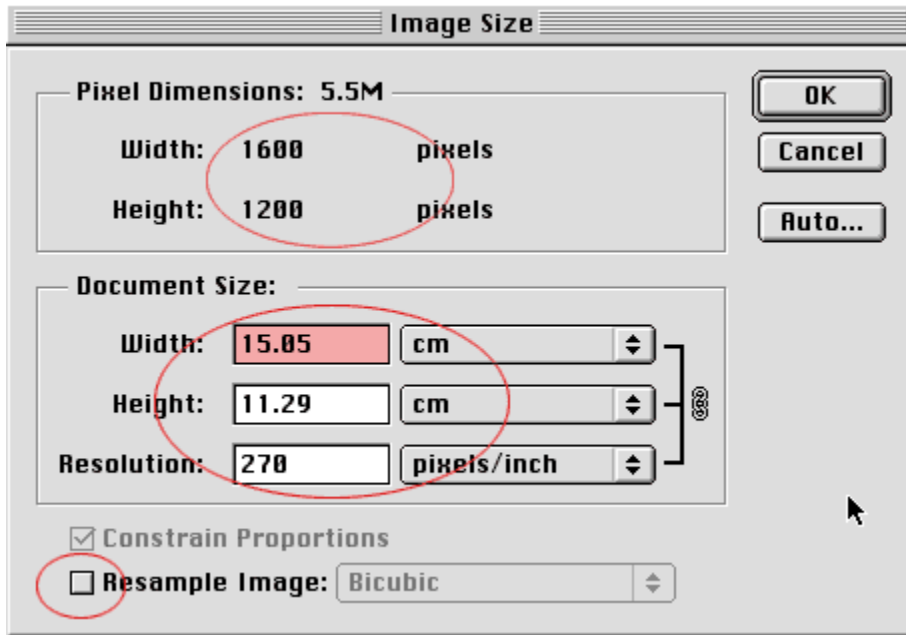 Image Size
Pixel Dimensions: 5.5M
OK
Width: 1600 pixels
Cancel
Height: 1200 pixels
Auto...
Document Size:
Width: 15.05 cm
Height: 11.29 cm
Resolution: 270 pixels/inch
Constrain Proportions
Resample Image: Bicubic